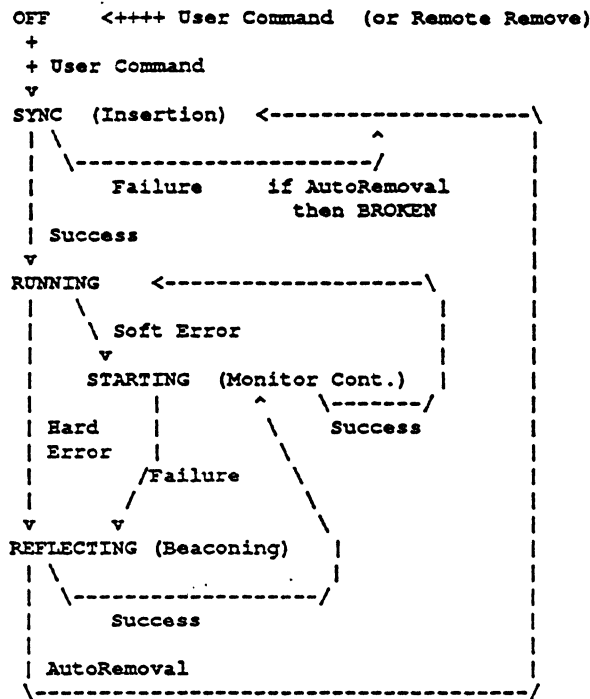 OFF <++++ User Command (or Remote Remove)
+
+ User Command
v
SYNC (Insertion) <--------------------\
| \-----------------------/ ^ |
| Failure if AutoRemoval |
| then BROKEN |
| Success
v
RUNNING <--------------------\
| \ Soft Error |
| v
| STARTING (Monitor Cont.) |
| | ^ \-------/
| Hard | \ Success
| Error |
| /Failure \
v v
REFLECTING (Beaconing) |
| \---------------------/
| Success
| AutoRemoval
\------------------------------------------/